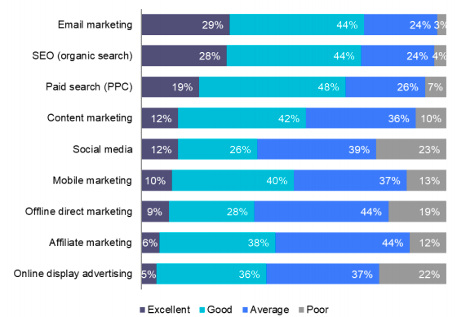 Email marketing 29% 44% 24% 3%
SEO (organic search) 28% 44% 24% 4%
Paid search (PPC) 19% 48% 26% 7%
Content marketing 12% 42% 36% 10%
Social media 12% 26% 39% 23%
Mobile marketing 10% 40% 37% 13%
Offline direct marketing 9% 28% 44% 19%
Affiliate marketing 6% 38% 44% 12%
Online display advertising 5% 36% 37% 22%
Excellent Good Average Poor